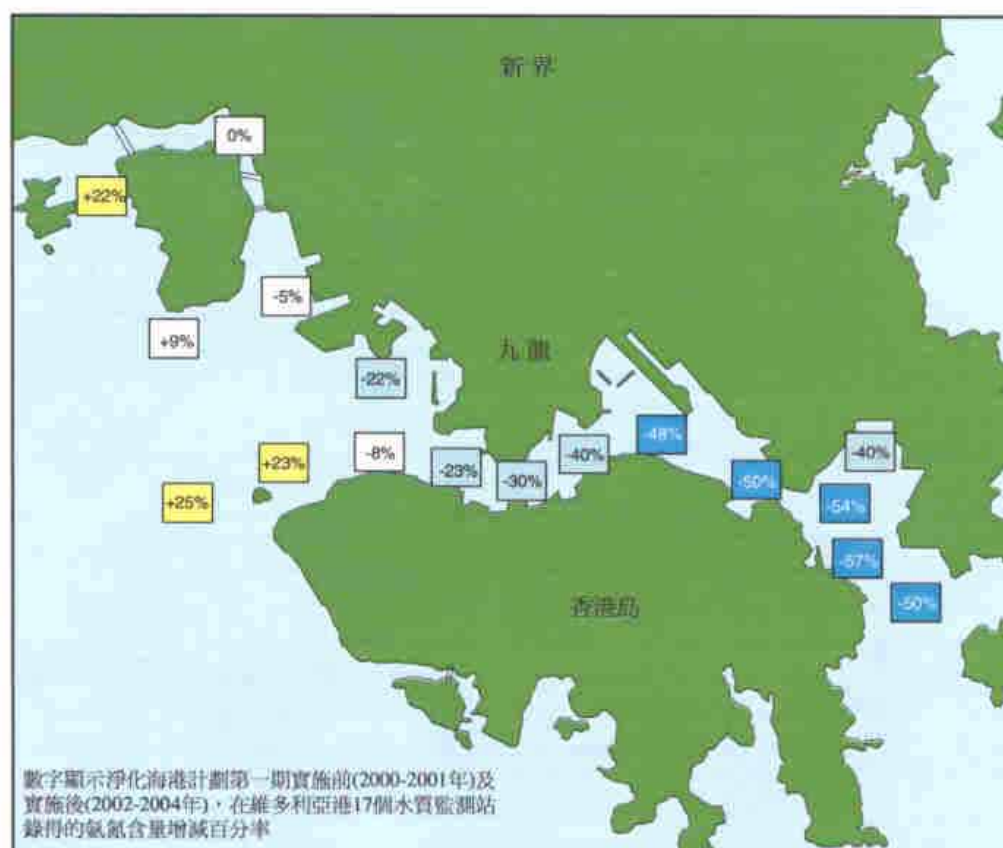 新界
0%
+22%
-5%
+9%
九龍
-22%
-48%
-8%
-40%
-40%
+23%
-23%
-30%
-50%
+25%
-54%
-57%
-50%
香港島
數字顯示淨化海港計劃第一期實施前(2000-2001年)及
實施後(2002-2004年),在維多利亞港17個水質監測站
錄得的氨氮含量增減百分率